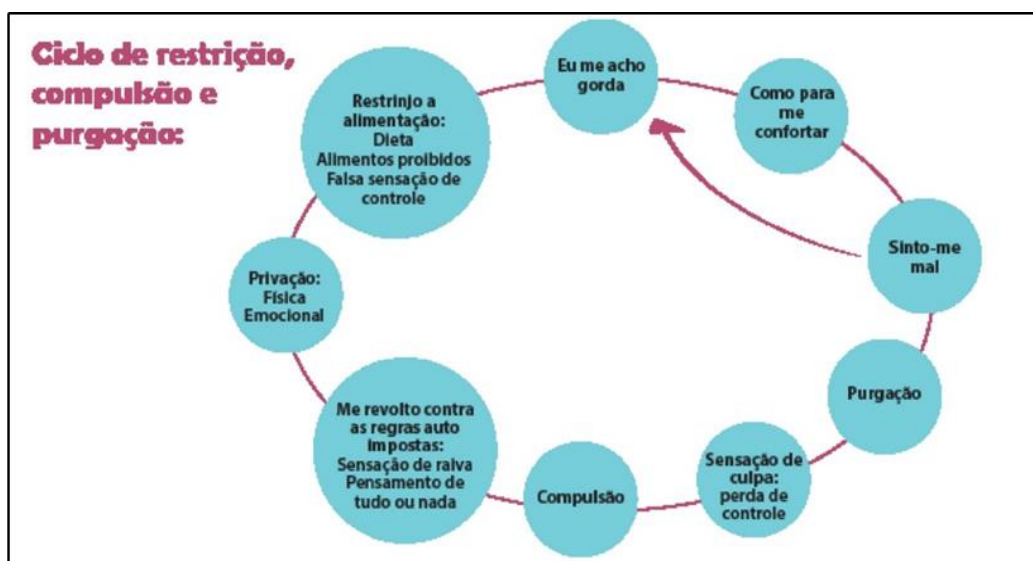 Ciclo de restrição,
compulsão e
purgação:
Eu me acho
gorda
Como para
me
confortar
Sinto-me
mal
Purgação
Sensação de
culpa:
perda de
controle
Compulsão
Me revolto contra
as regras auto
impostas:
Sensação de raiva
Pensamento de
tudo ou nada
Privação:
Física
Emocional
Restrinjo a
alimentação:
Dieta
Alimentos proibidos
Falsa sensação de
controle